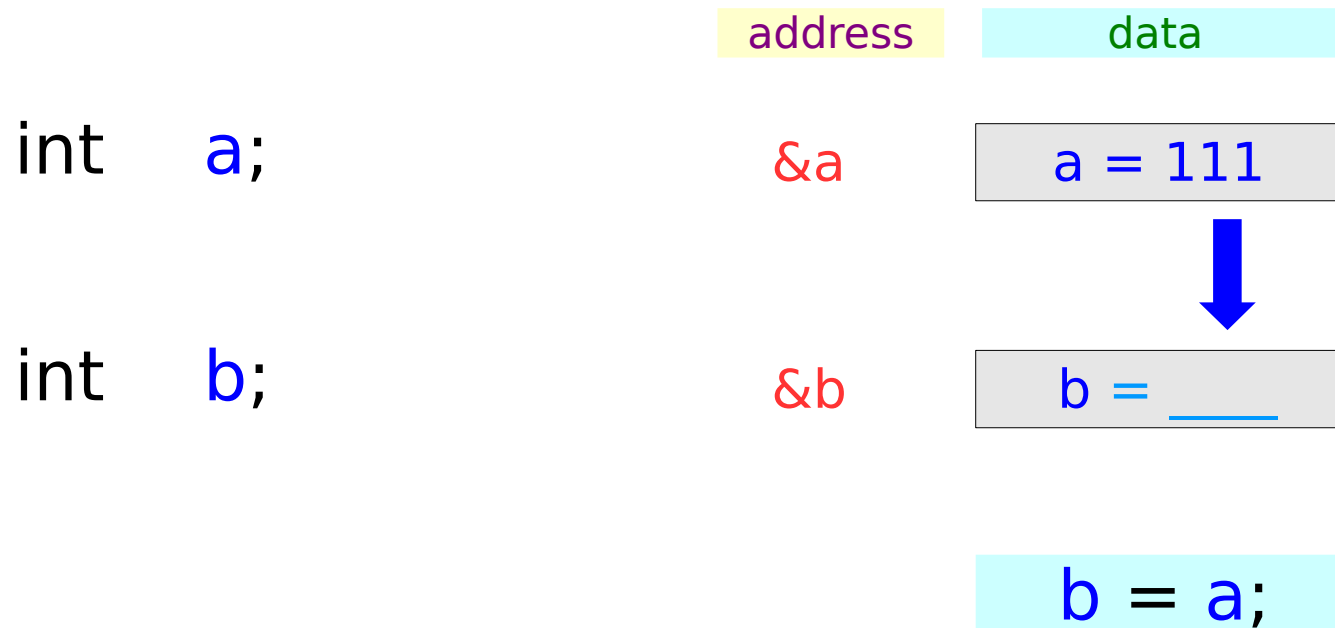 address data
int a; &a a = 111
int b; &b b = ____
b = a;